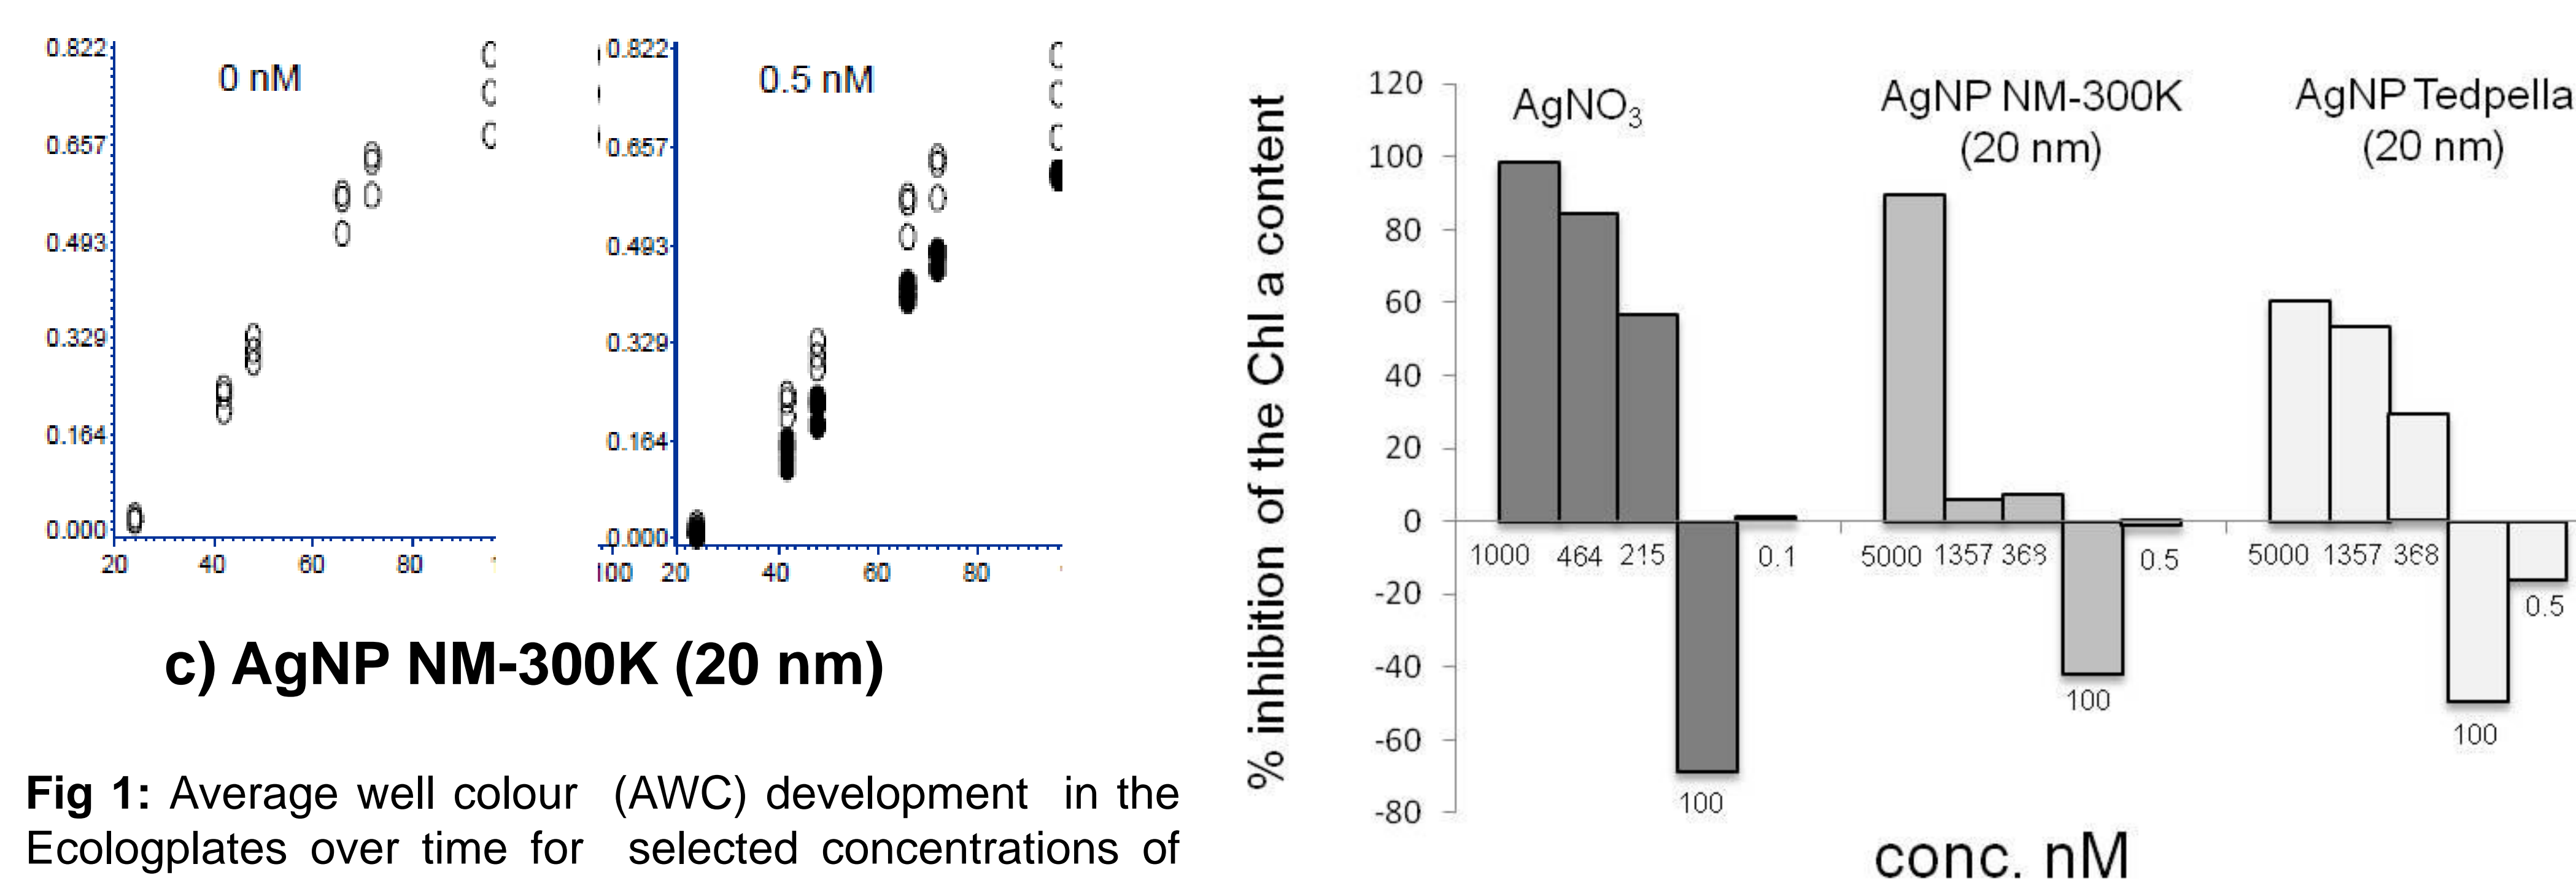 0.822
0.657
0.493
0.329
0.164
0.000
0 nM
20 40 60 80
0.822
0.657
0.493
0.329
0.164
0.000
0.5 nM
100 20 40 60 80
c) AgNP NM-300K (20 nm)
Fig 1: Average well colour (AWC) development in the
Ecologplates over time for selected concentrations of
% inhibition of the Chl a content
120
100
80
60
40
20
0
-20
-40
-60
-80
AgNO₃
AgNP NM-300K
(20 nm)
AgNP Tedpella
(20 nm)
1000 464 215 100 0.1
5000 1357 368 100 0.5
5000 1357 368 100 0.5
conc. nM